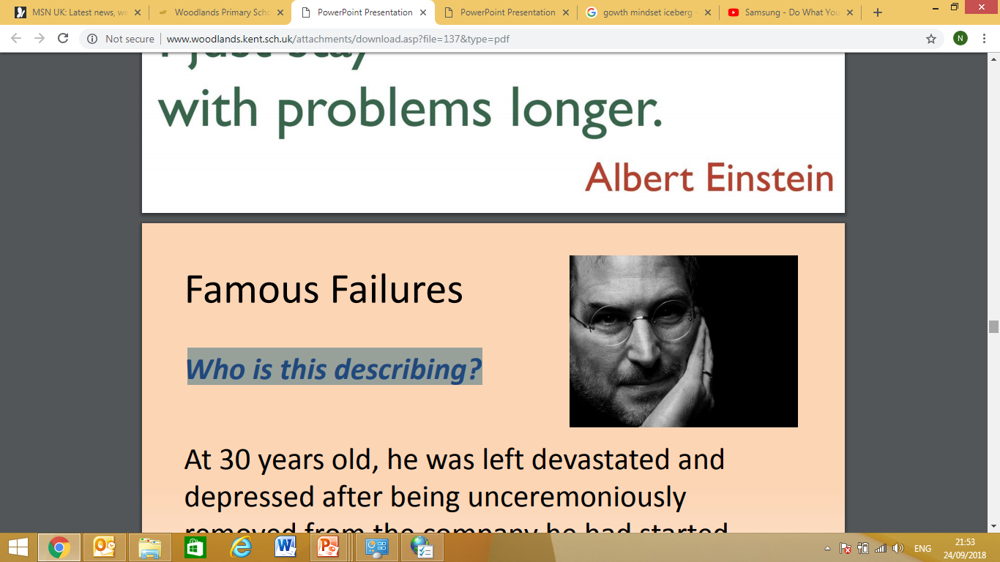 MSN UK: Latest news, we
Woodlands Primary Scho
PowerPoint Presentation
PowerPoint Presentation
gowth mindset iceberg
Samsung - Do What You
Not secure | www.woodlands.kent.sch.uk/attachments/download.asp?file=137&type=pdf
N
I just stay
with problems longer.
Albert Einstein
Famous Failures
Who is this describing?
At 30 years old, he was left devastated and
depressed after being unceremoniously
removed from the company he had started
ENG
21:53
24/09/2018